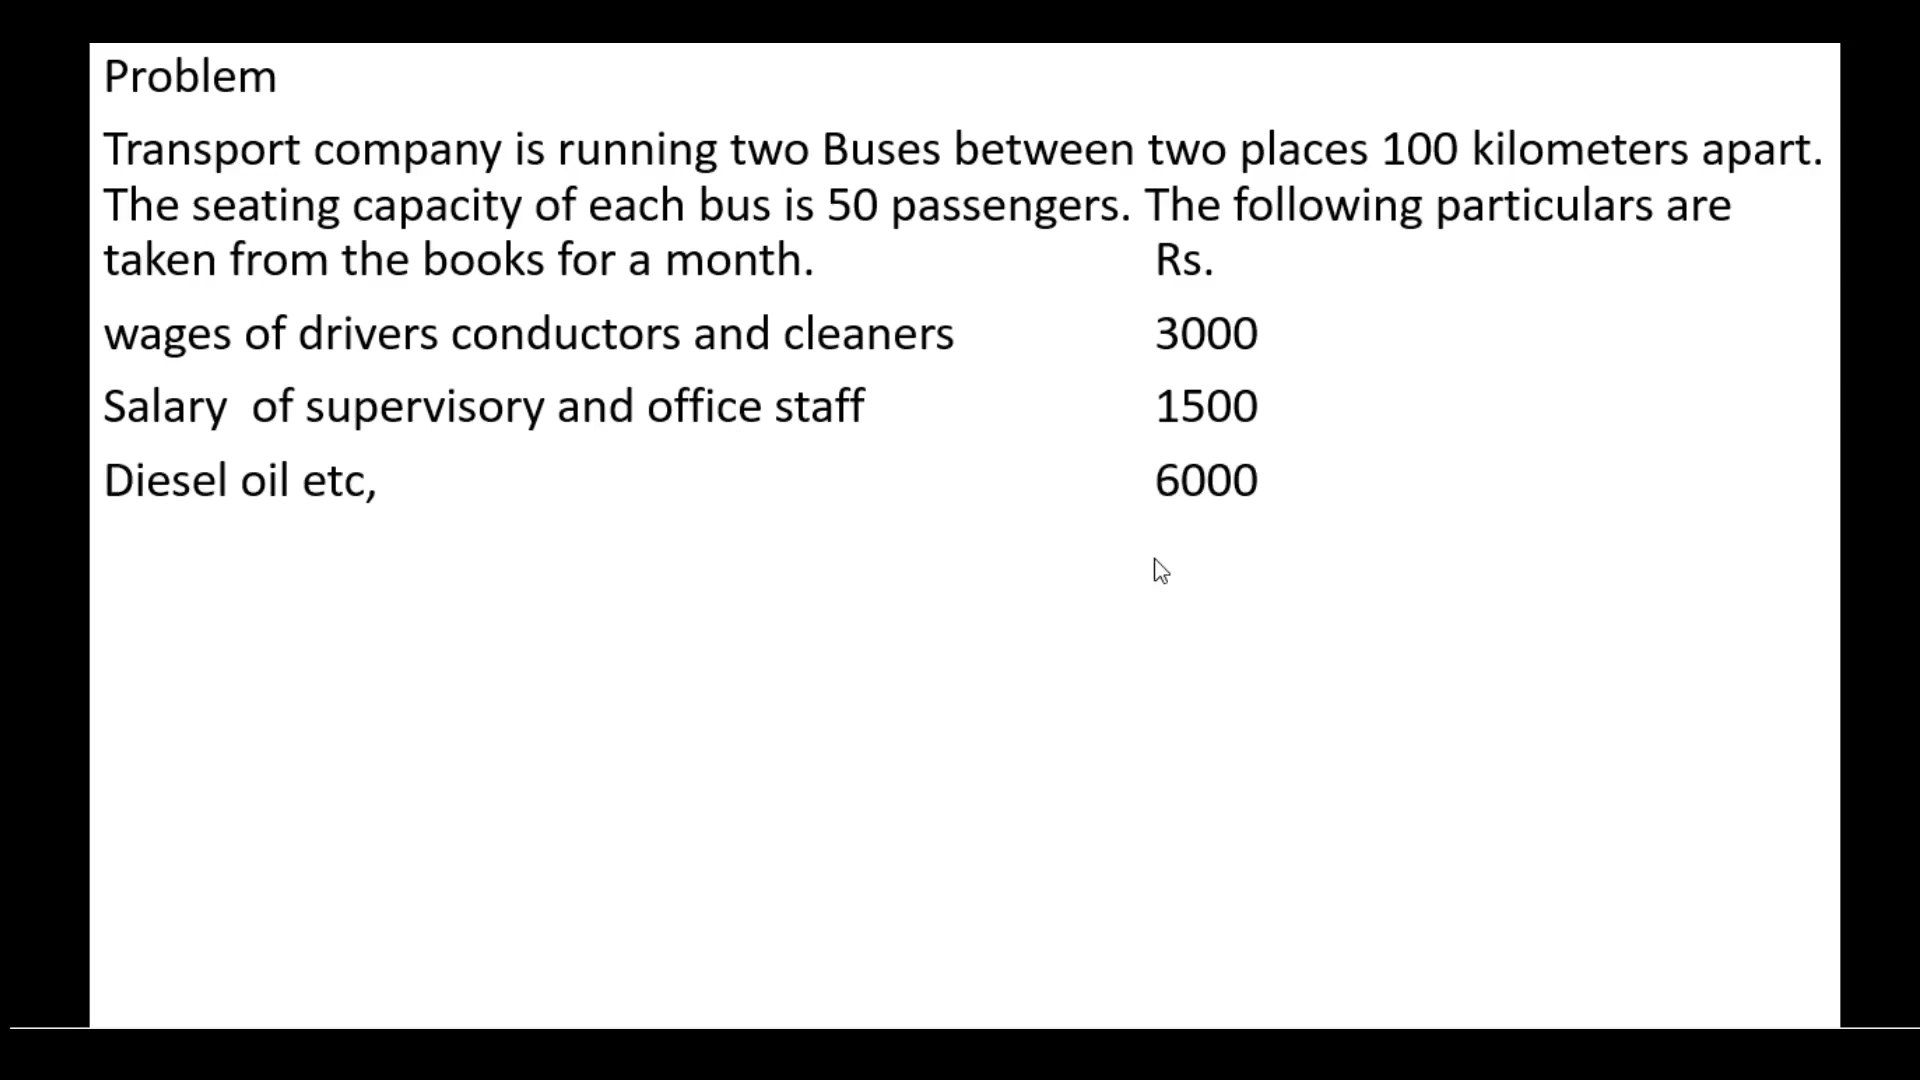 Problem
Transport company is running two Buses between two places 100 kilometers apart.
The seating capacity of each bus is 50 passengers. The following particulars are
taken from the books for a month. Rs.
wages of drivers conductors and cleaners 3000
Salary  of supervisory and office staff 1500
Diesel oil etc, 6000